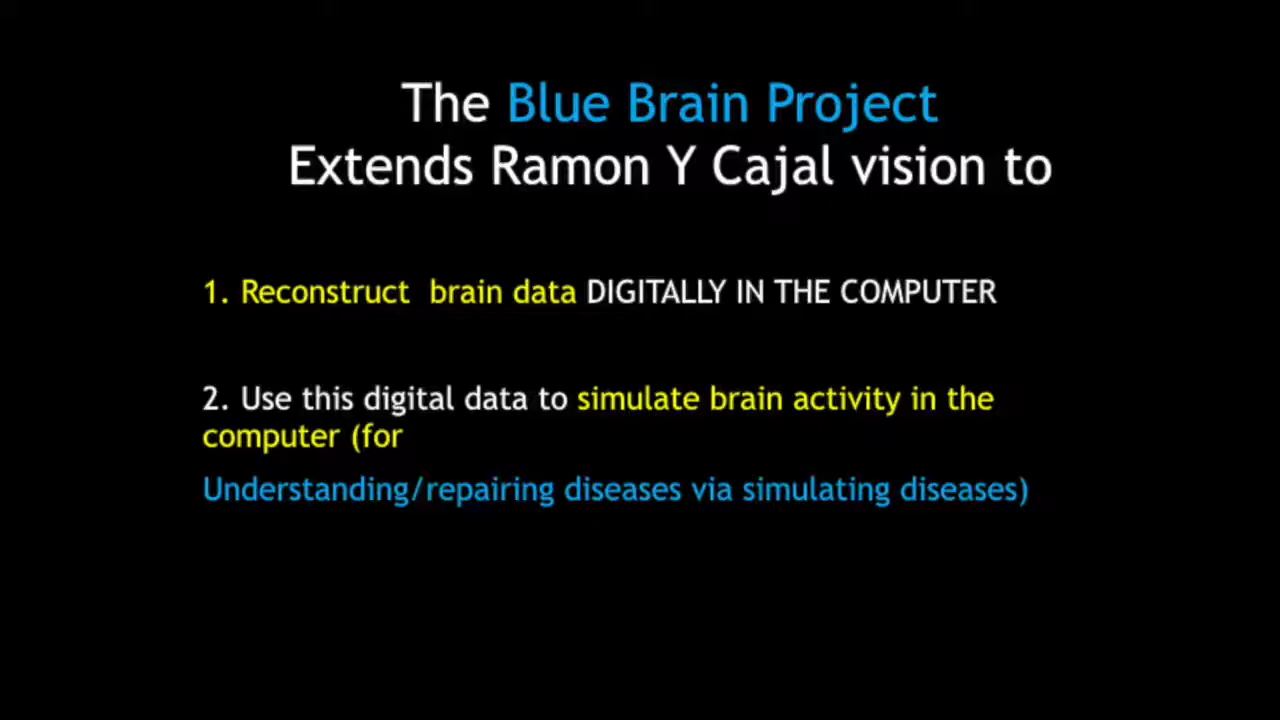 The Blue Brain Project
Extends Ramon Y Cajal vision to
1. Reconstruct brain data DIGITALLY IN THE COMPUTER
2. Use this digital data to simulate brain activity in the
computer (for
Understanding/repairing diseases via simulating diseases)